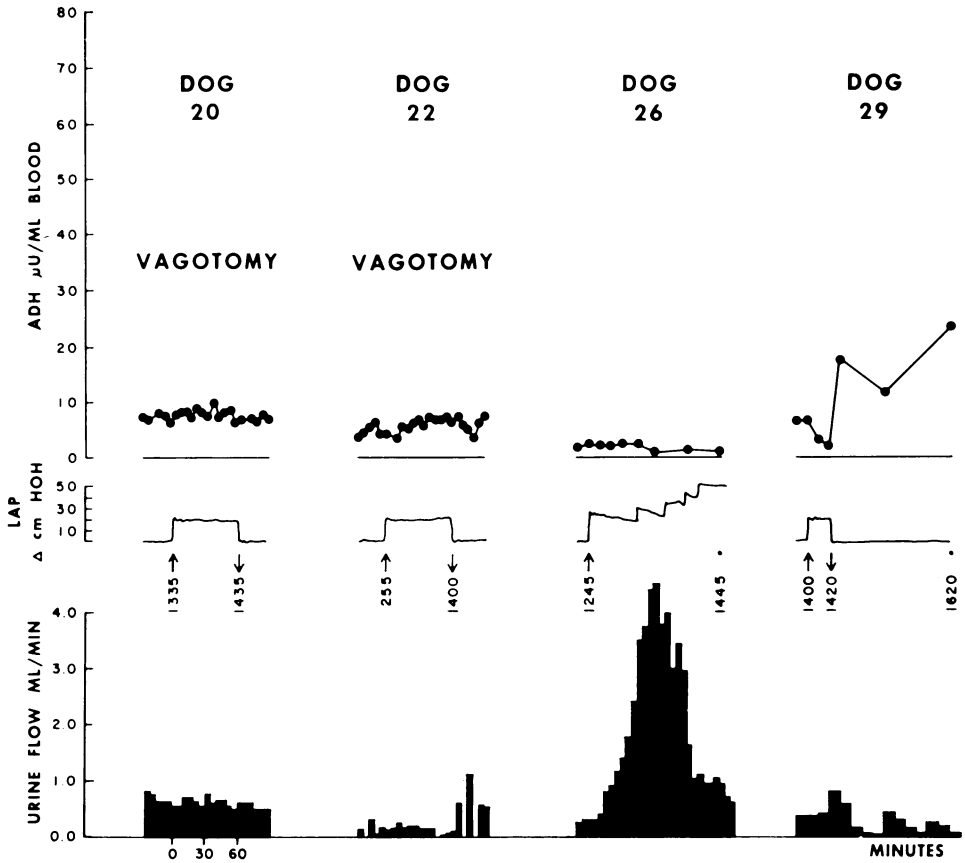 80
70
60
50
40
30
20
10
0
ADH µU/ML BLOOD
DOG
20
DOG
22
DOG
26
DOG
29
VAGOTOMY
VAGOTOMY
50
30
10
LAP
Δ cm HOH
1335
1435
255
1400
1245
1445
1400
1420
1620
4.0
3.0
2.0
1.0
0.0
URINE FLOW ML/MIN
0 30 60
MINUTES